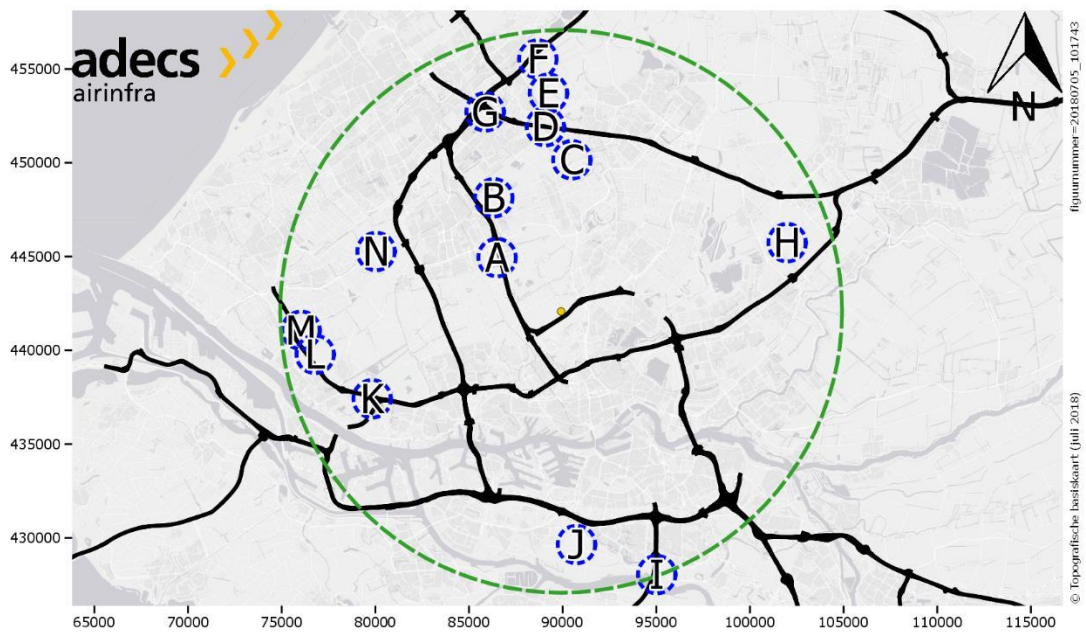 adecs
airinfra
455000
450000
445000
440000
435000
430000
65000 70000 75000 80000 85000 90000 95000 100000 105000 110000 115000
F
E
G
D
C
B
N
A
H
M
L
K
J
I
N
figuurnummer=20180705_101743
© Topografische basiskaart (juli 2018)